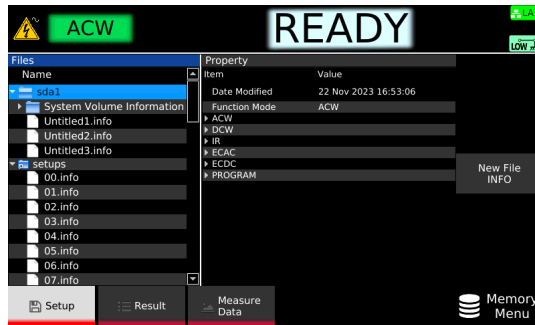 ACW
READY
LA
LOW
Files
Property
Name
Item Value
sda1
Date Modified 22 Nov 2023 16:53:06
System Volume Information
Function Mode ACW
Untitled1.info
ACW
Untitled2.info
DCW
Untitled3.info
IR
setups
ECAC
00.info
ECDC
01.info
PROGRAM
02.info
03.info
04.info
05.info
06.info
07.info
New File
INFO
Setup
Result
Measure
Data
Memory
Menu